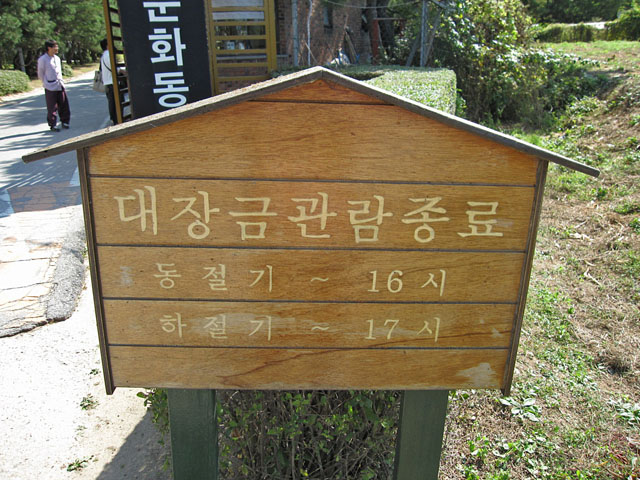 문화동
대장금관람종료
동절기 ~ 16시
하절기 ~ 17시